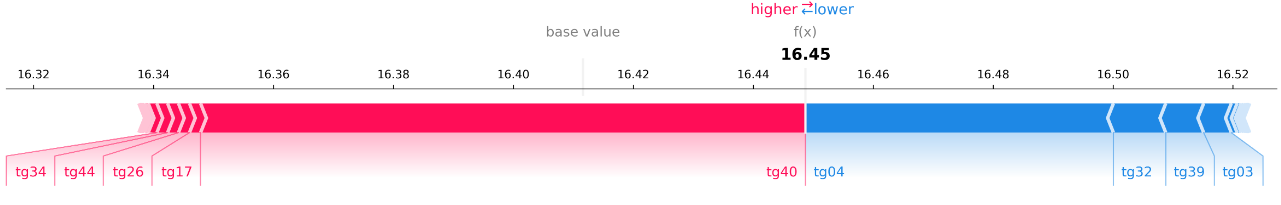 higher ⇄ lower
base value f(x)
16.45
16.32 16.34 16.36 16.38 16.40 16.42 16.44 16.46 16.48 16.50 16.52
tg34 tg44 tg26 tg17 tg40 tg04 tg32 tg39 tg03